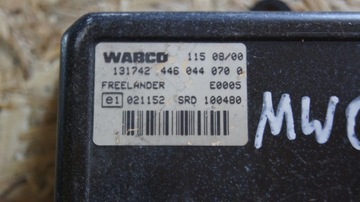 WABCO 115 08/00
131742 446 044 070 0
FREELANDER E0005
e1 021152 SRD 100480
MWC